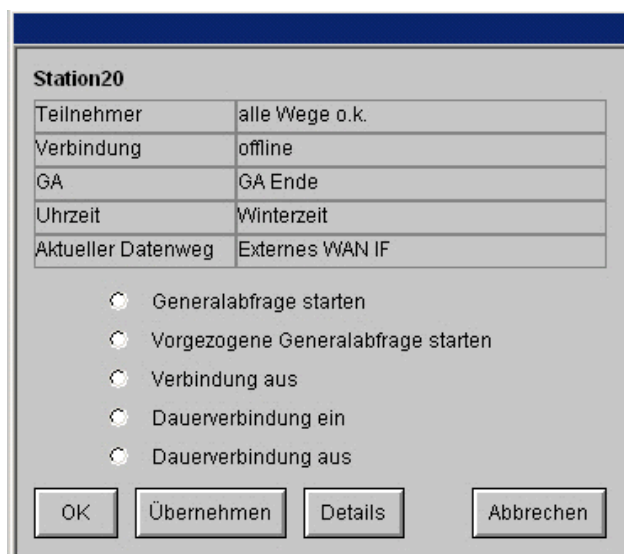 Station20
Teilnehmer alle Wege o.k.
Verbindung offline
GA GA Ende
Uhrzeit Winterzeit
Aktueller Datenweg Externes WAN IF
Generalabfrage starten
Vorgezogene Generalabfrage starten
Verbindung aus
Dauerverbindung ein
Dauerverbindung aus
OK Übernehmen Details Abbrechen